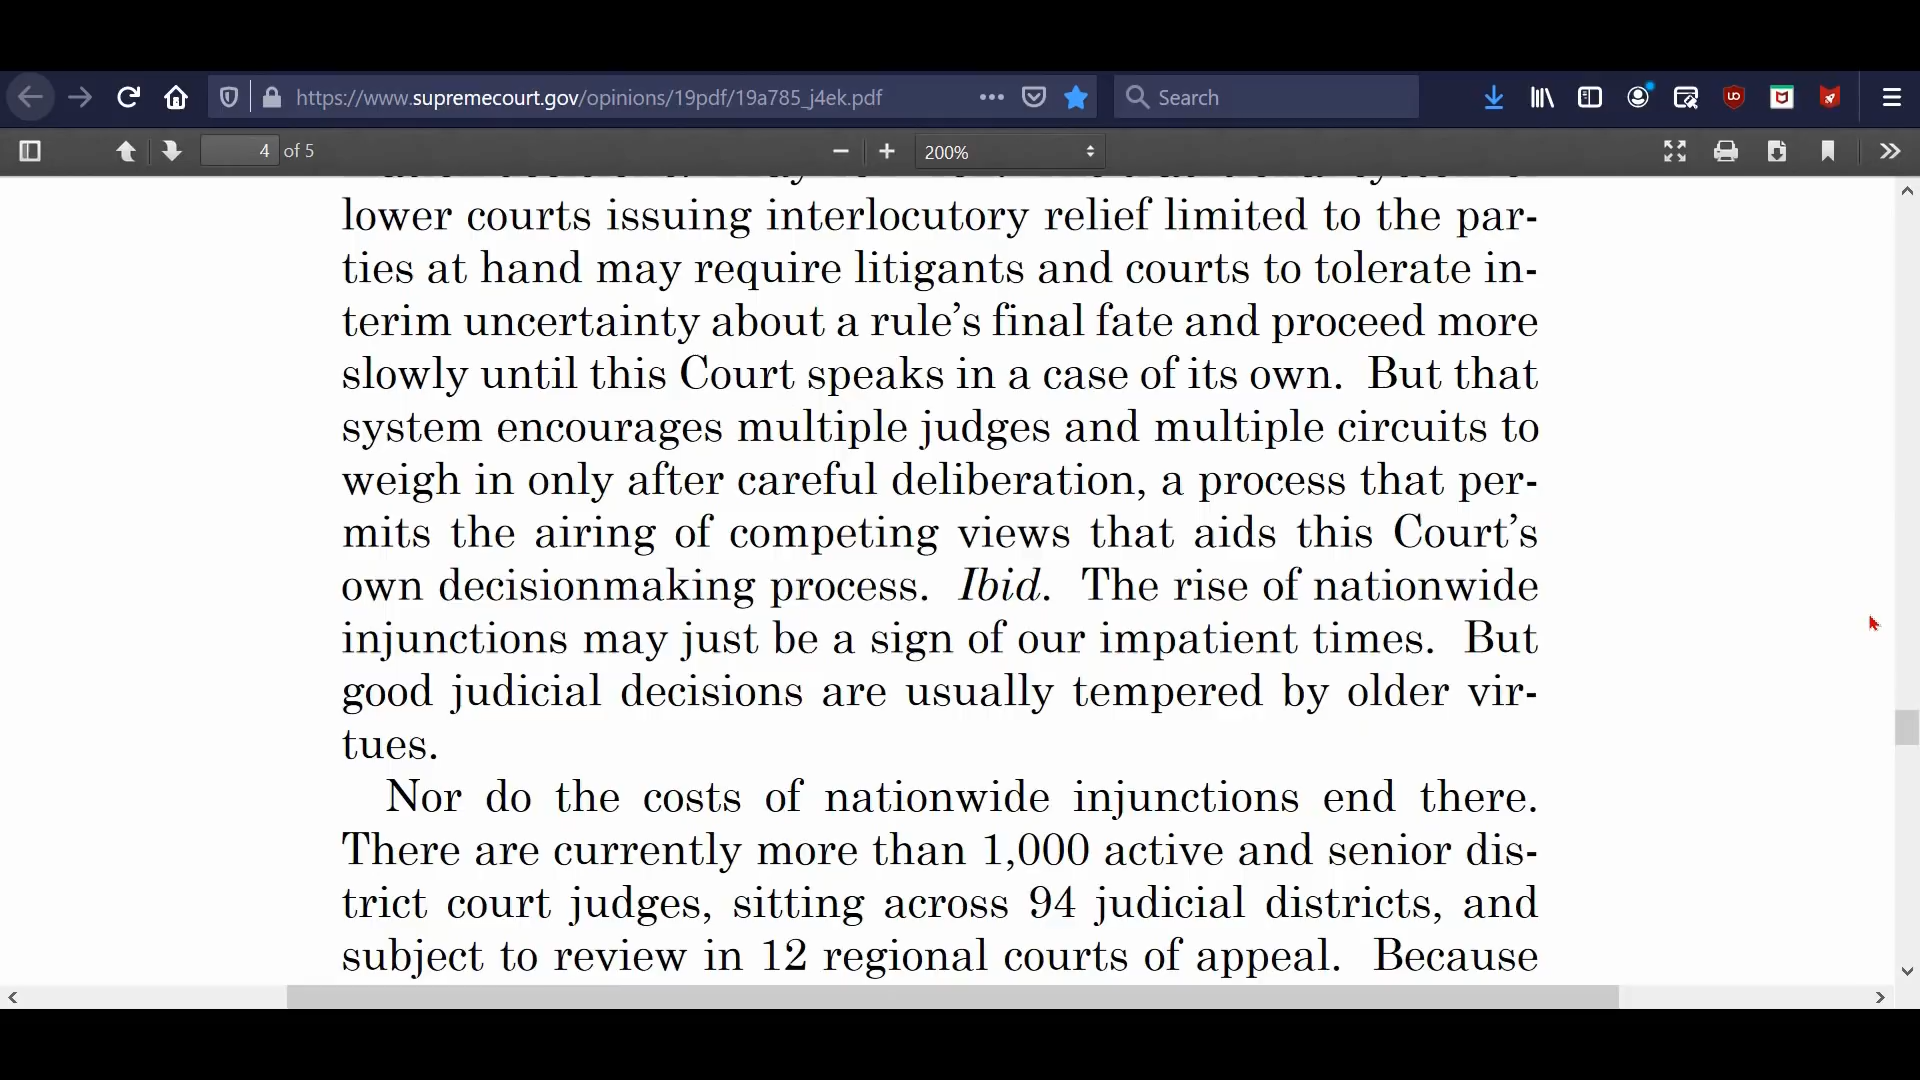 https://www.supremecourt.gov/opinions/19pdf/19a785_j4ek.pdf
Search
4 of 5
200%
lower courts issuing interlocutory relief limited to the par-
ties at hand may require litigants and courts to tolerate in-
terim uncertainty about a rule’s final fate and proceed more
slowly until this Court speaks in a case of its own. But that
system encourages multiple judges and multiple circuits to
weigh in only after careful deliberation, a process that per-
mits the airing of competing views that aids this Court’s
own decisionmaking process. Ibid. The rise of nationwide
injunctions may just be a sign of our impatient times. But
good judicial decisions are usually tempered by older vir-
tues.
Nor do the costs of nationwide injunctions end there.
There are currently more than 1,000 active and senior dis-
trict court judges, sitting across 94 judicial districts, and
subject to review in 12 regional courts of appeal. Because